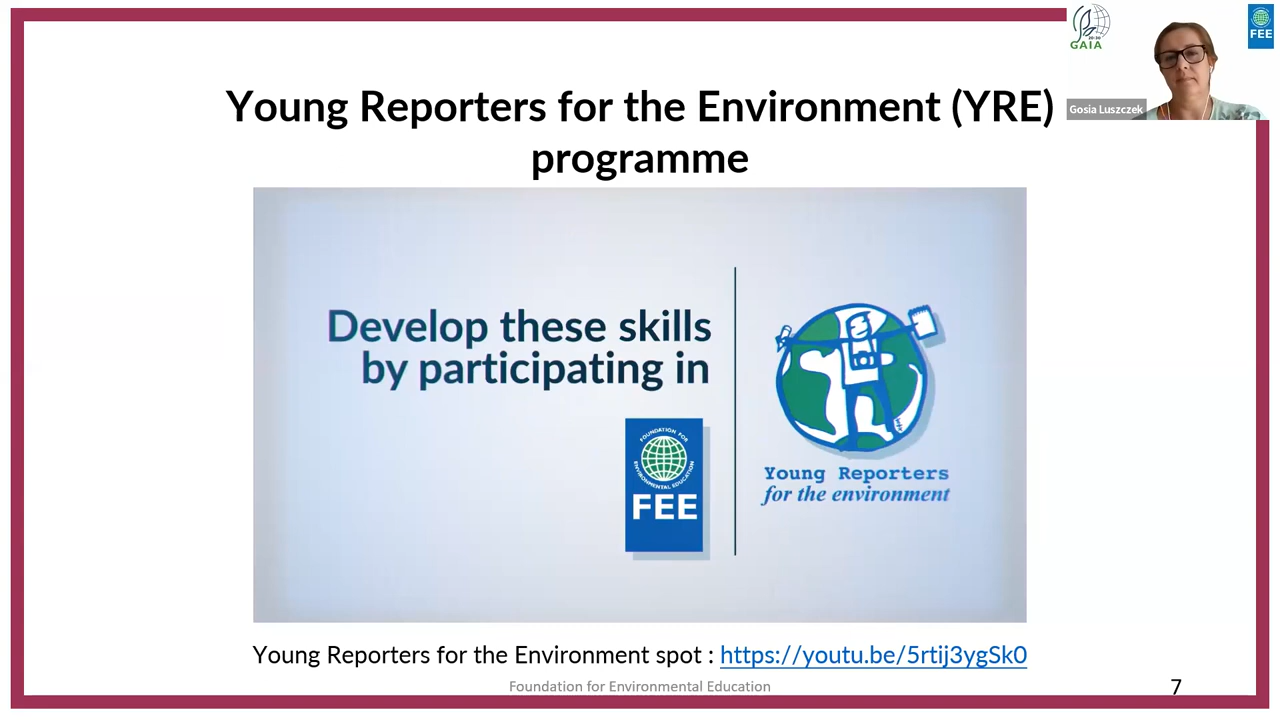 GAIA
FEE
Gosia Luszczek
Young Reporters for the Environment (YRE)
programme
Develop these skills
by participating in
FOUNDATION FOR
ENVIRONMENTAL EDUCATION
FEE
Young Reporters
for the environment
Young Reporters for the Environment spot : https://youtu.be/5rtij3ygSk0
Foundation for Environmental Education
7